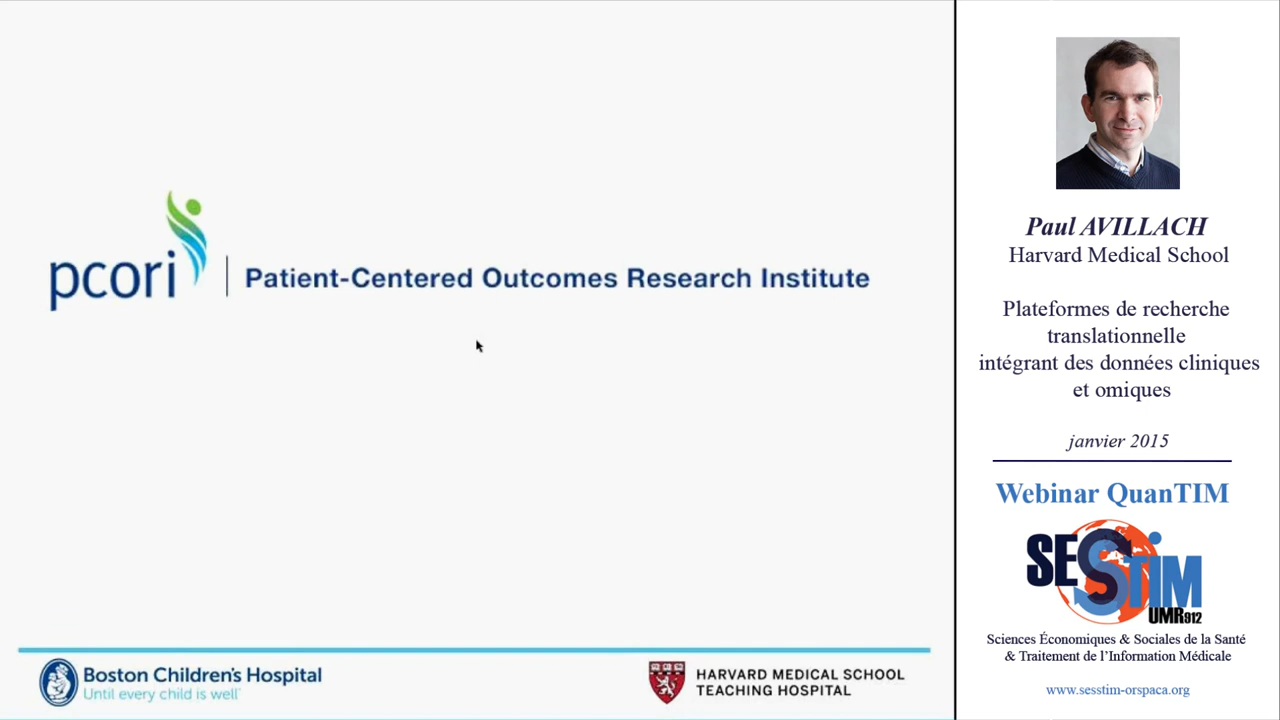 pcori
Patient-Centered Outcomes Research Institute
Boston Children's Hospital
Until every child is well
HARVARD MEDICAL SCHOOL
TEACHING HOSPITAL
Paul AVILLACH
Harvard Medical School
Plateformes de recherche
translationnelle
intégrant des données cliniques
et omiques
janvier 2015
Webinar QuanTIM
SESSTIM
UMR912
Sciences Économiques & Sociales de la Santé
& Traitement de l'Information Médicale
www.sesstim-orspaca.org